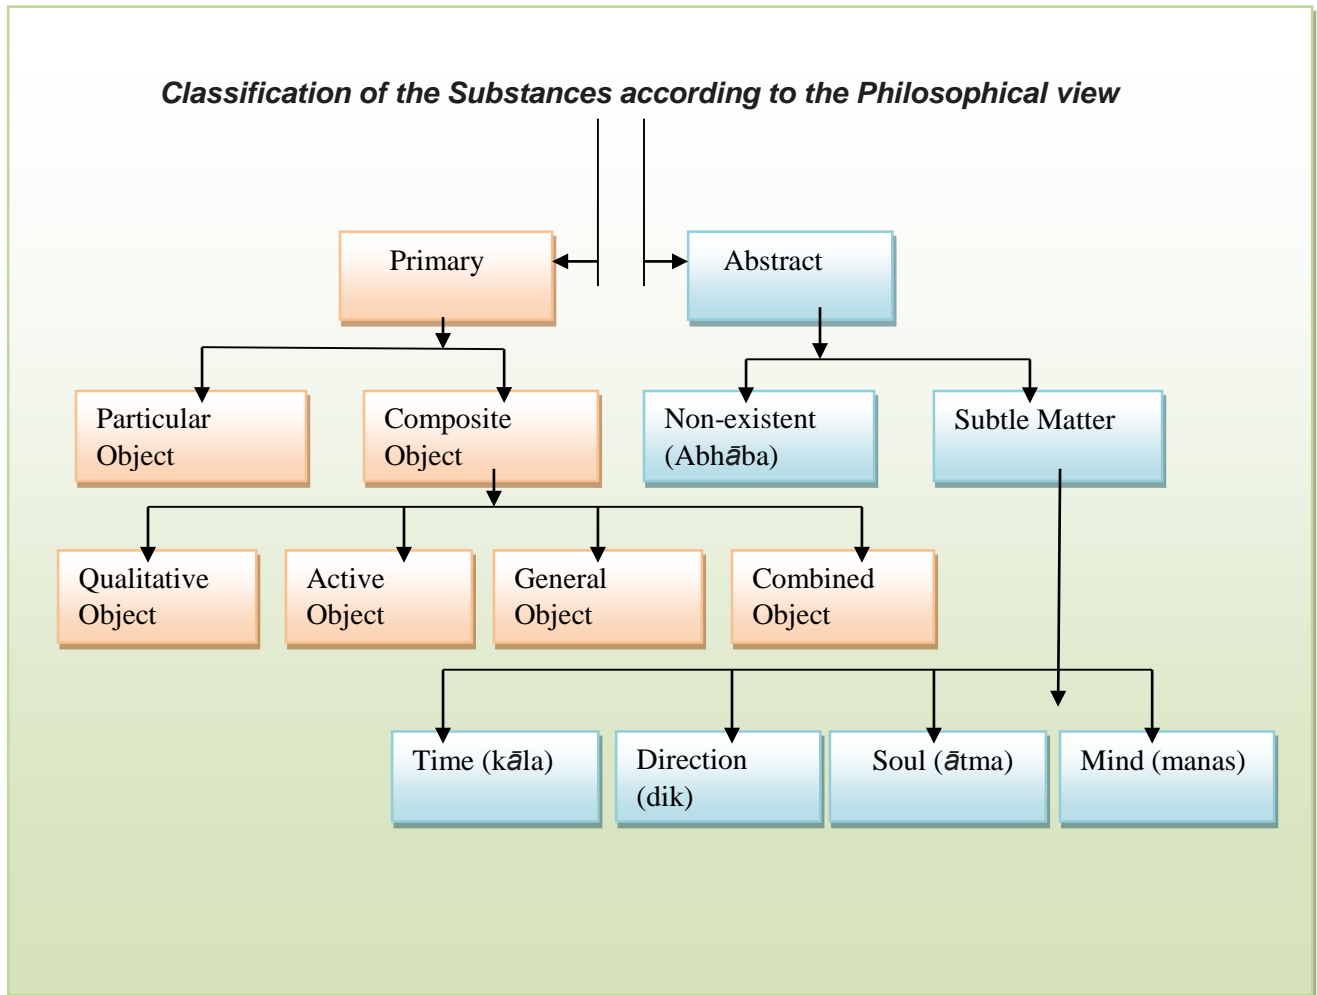 Classification of the Substances according to the Philosophical view
Primary
Abstract
Particular
Object
Composite
Object
Non-existent
(Abhāba)
Subtle Matter
Qualitative
Object
Active
Object
General
Object
Combined
Object
Time (kāla)
Direction
(dik)
Soul (ātma)
Mind (manas)